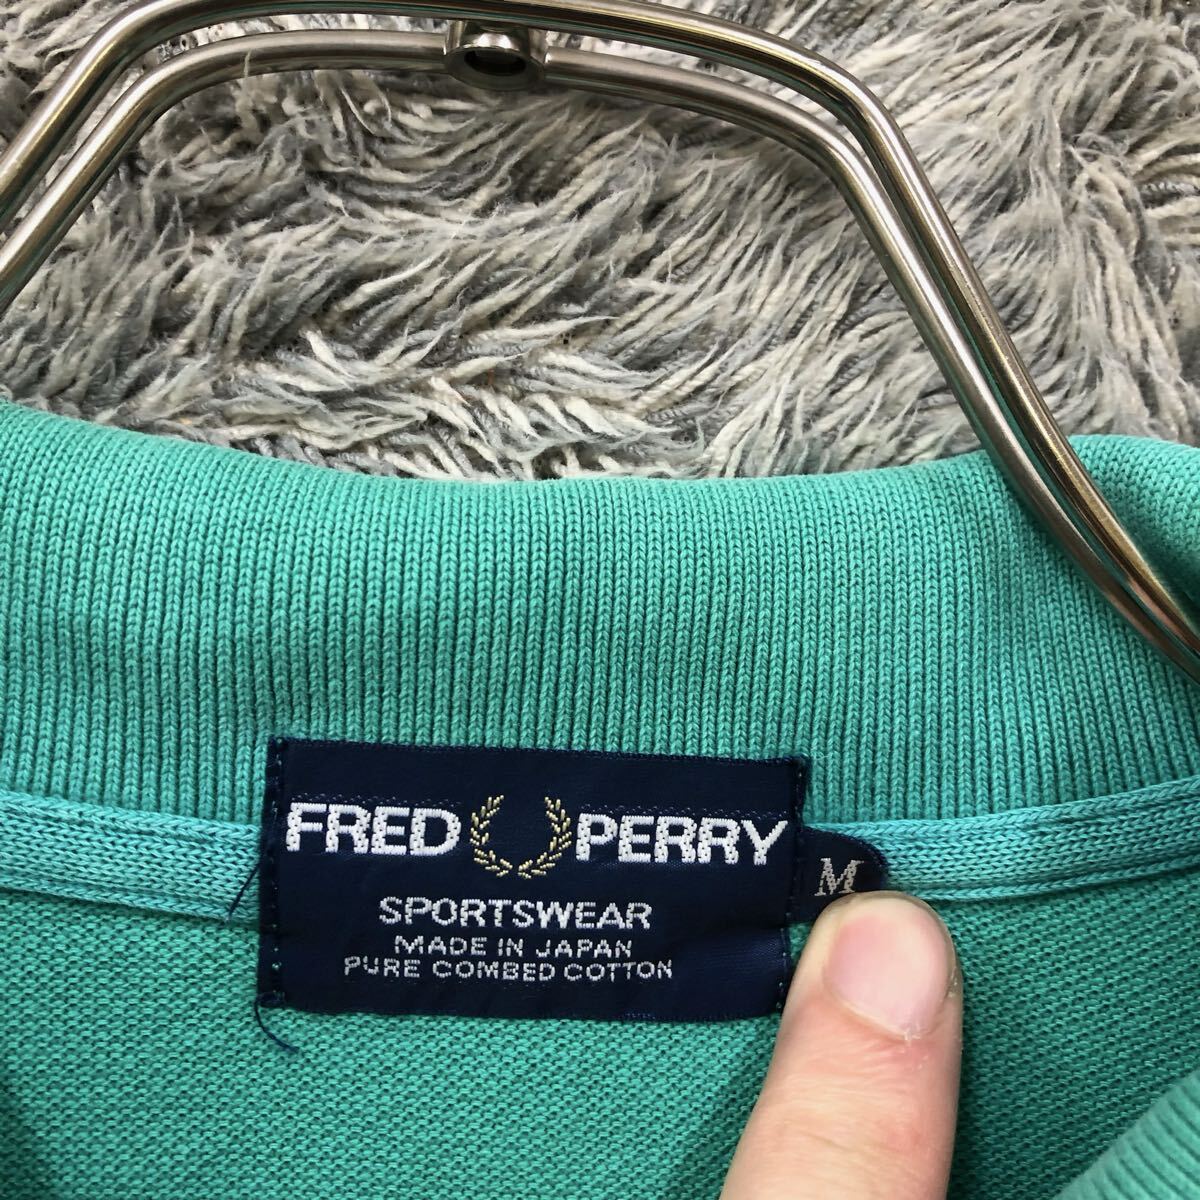 FRED PERRY
M
SPORTSWEAR
MADE IN JAPAN
PURE COMBED COTTON